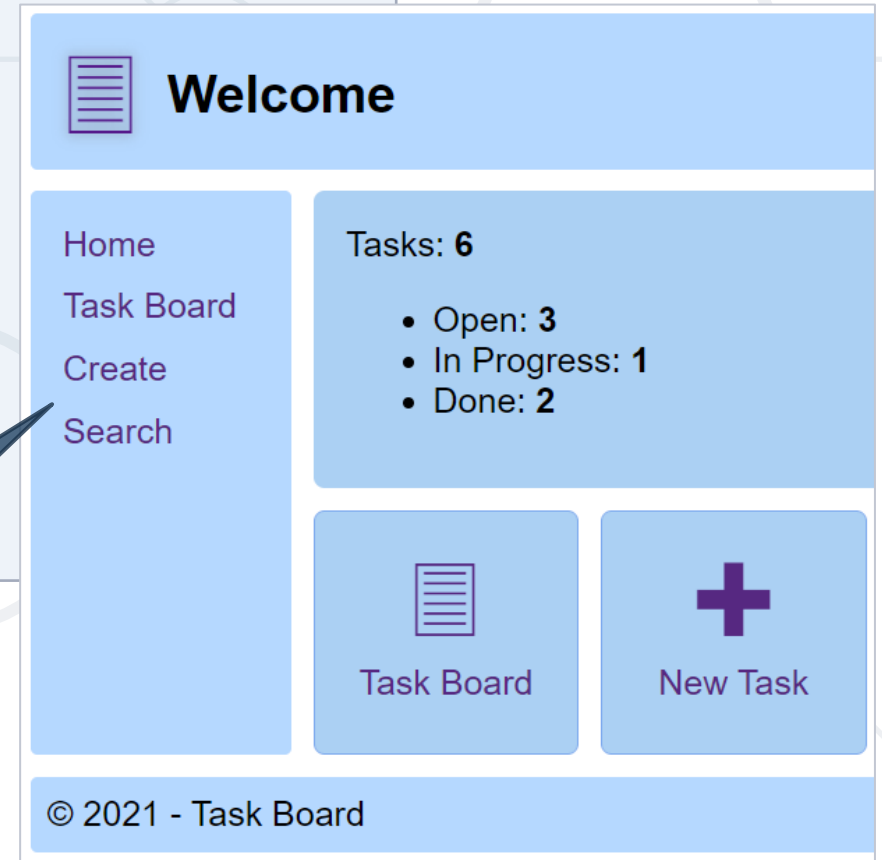 Welcome
Home
Task Board
Create
Search
Tasks: 6
Open: 3
In Progress: 1
Done: 2
Task Board
New Task
© 2021 - Task Board